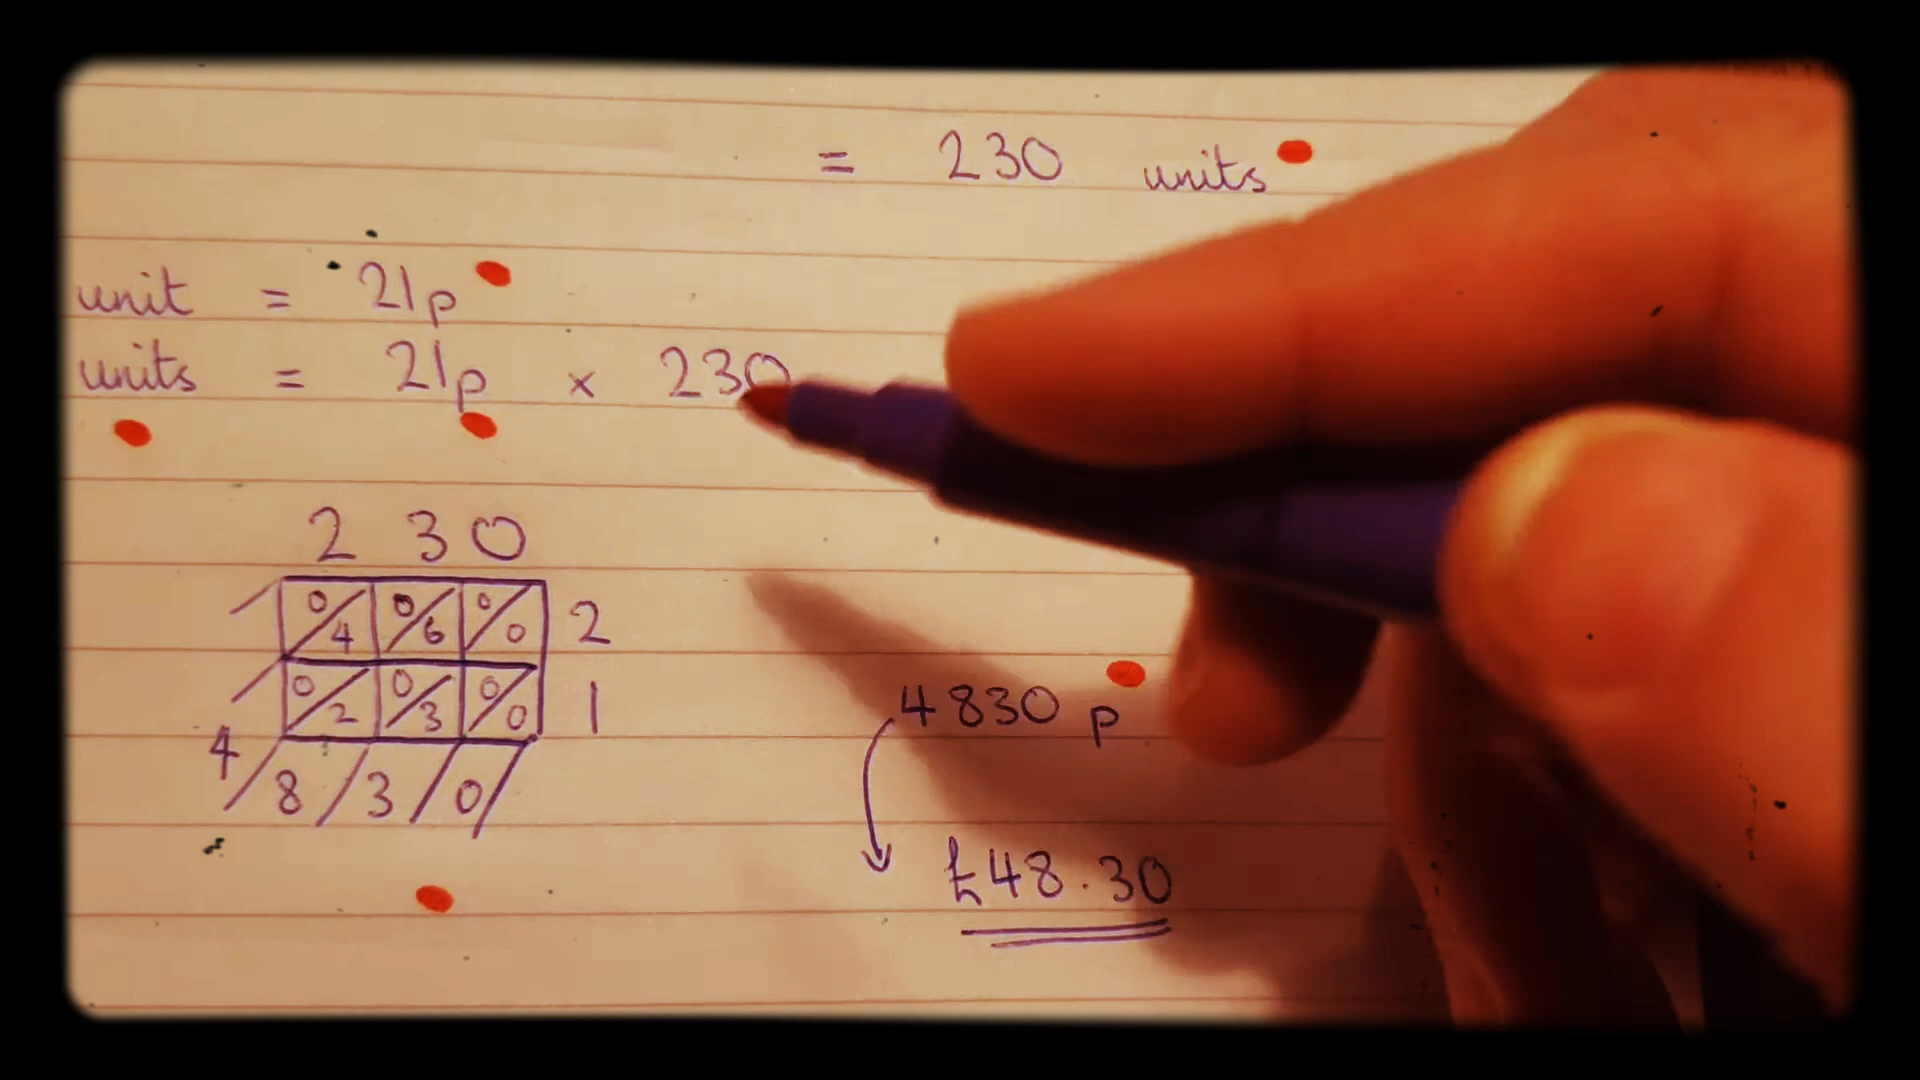 = 230 units
unit = 21p
units = 21p × 230
2 3 0
0 4 0 6 0 0 2
0 2 0 3 0 0 1
4 8 3 0
4830 p
£48.30